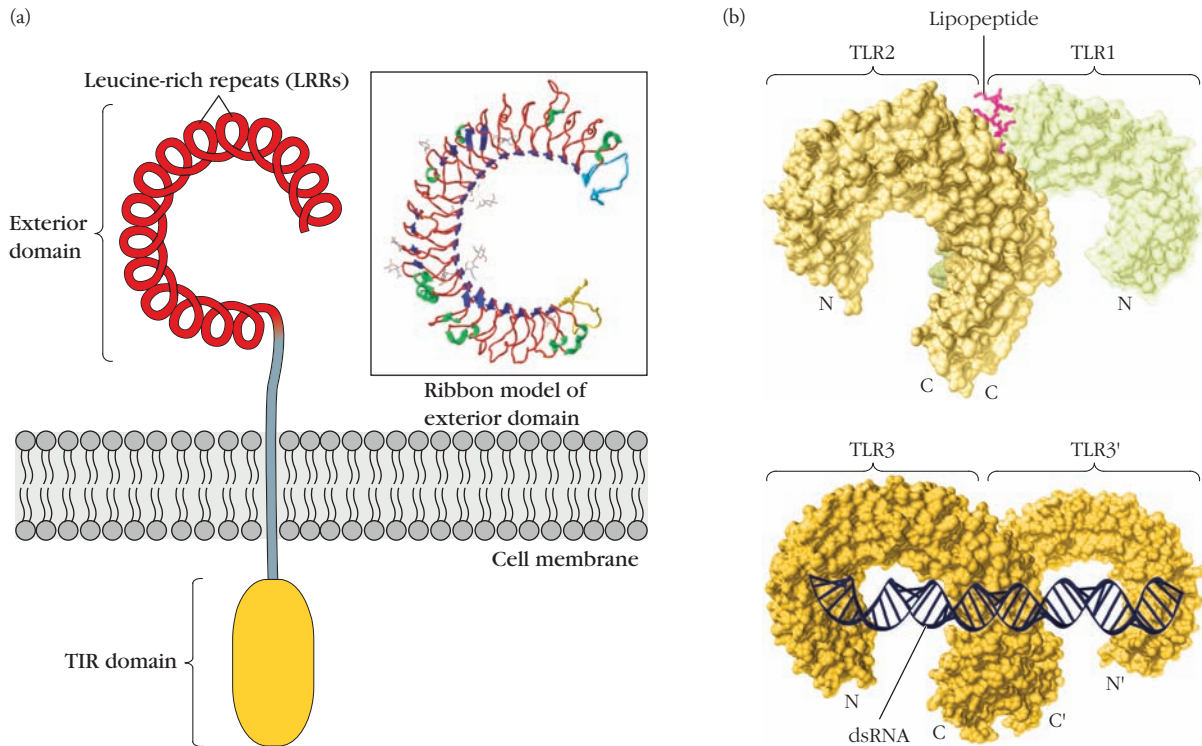 (a)
Leucine-rich repeats (LRRs)
Exterior
domain
Ribbon model of
exterior domain
Cell membrane
TIR domain
(b)
Lipopeptide
TLR2
TLR1
N
N
C
C
TLR3
TLR3'
N
N'
C
C'
dsRNA